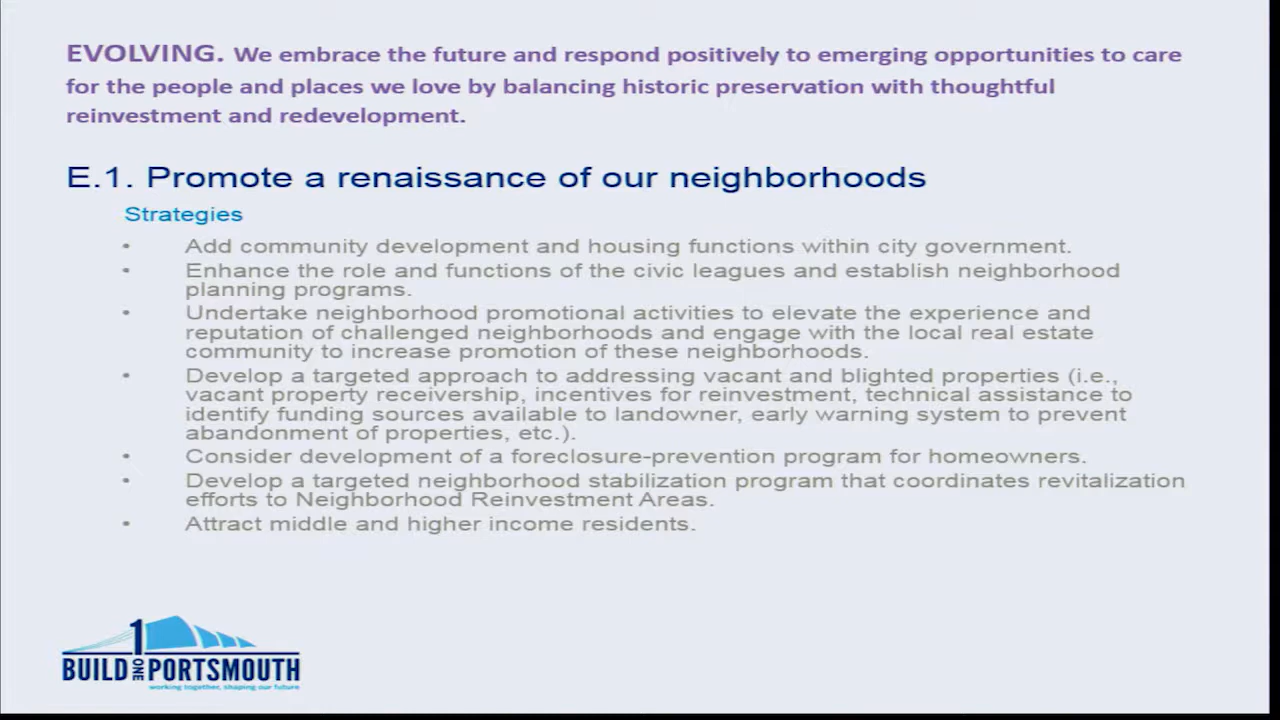 EVOLVING. We embrace the future and respond positively to emerging opportunities to care
for the people and places we love by balancing historic preservation with thoughtful
reinvestment and redevelopment.
E.1. Promote a renaissance of our neighborhoods
Strategies
• Add community development and housing functions within city government.
• Enhance the role and functions of the civic leagues and establish neighborhood
planning programs.
• Undertake neighborhood promotional activities to elevate the experience and
reputation of challenged neighborhoods and engage with the local real estate
community to increase promotion of these neighborhoods.
• Develop a targeted approach to addressing vacant and blighted properties (i.e.,
vacant property receivership, incentives for reinvestment, technical assistance to
identify funding sources available to landowner, early warning system to prevent
abandonment of properties, etc.).
• Consider development of a foreclosure-prevention program for homeowners.
• Develop a targeted neighborhood stabilization program that coordinates revitalization
efforts to Neighborhood Reinvestment Areas.
• Attract middle and higher income residents.
1
BUILD ONE PORTSMOUTH
working together, shaping our future